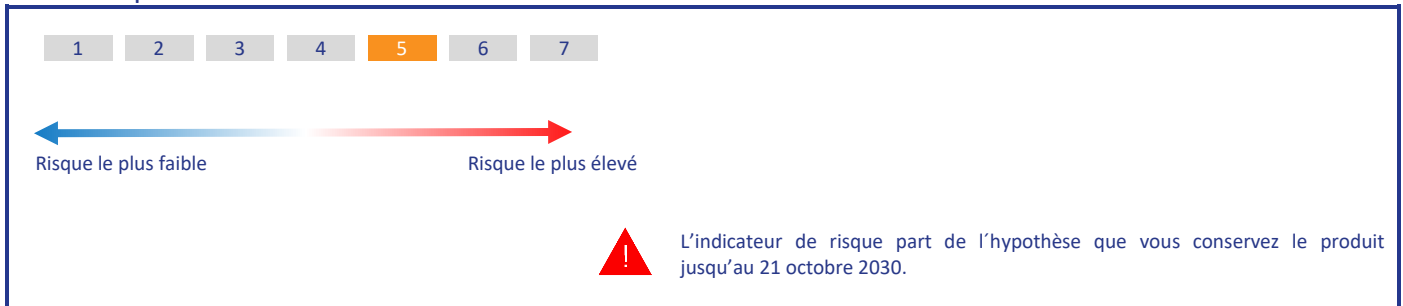 1 2 3 4 5 6 7
Risque le plus faible Risque le plus élevé
!
L’indicateur de risque part de l´hypothèse que vous conservez le produit
jusqu’au 21 octobre 2030.